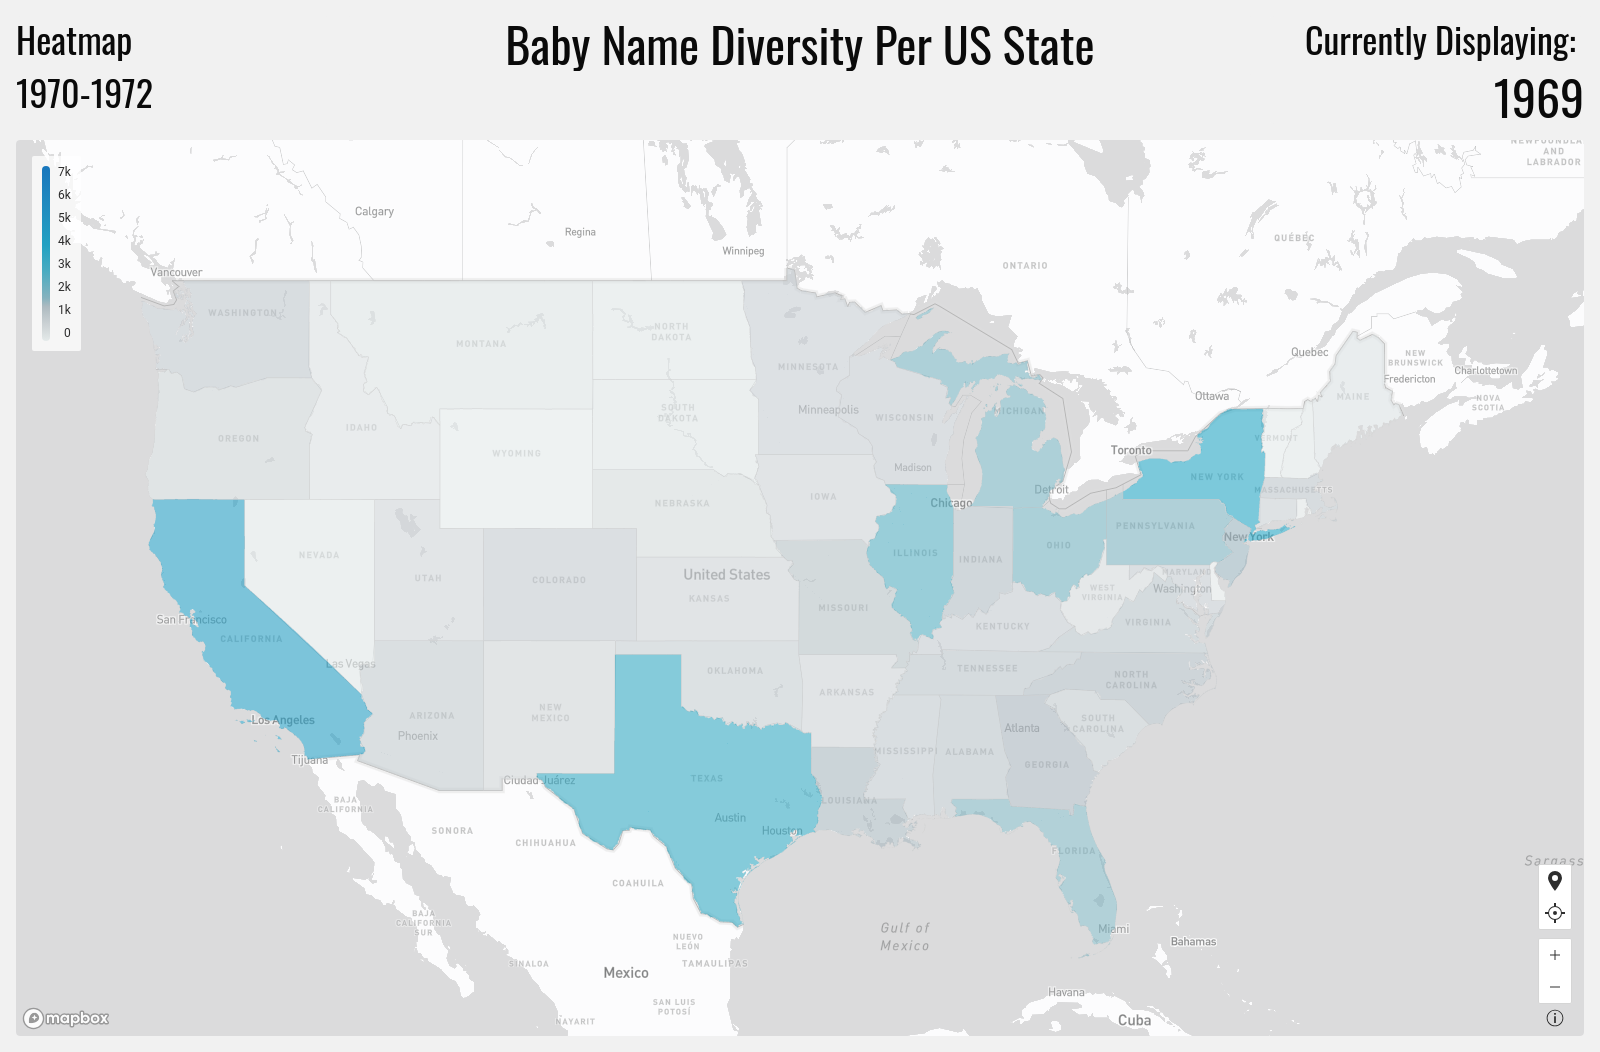 Heatmap
1970-1972
Baby Name Diversity Per US State
Currently Displaying:
1969
7k
6k
5k
4k
3k
2k
1k
0
NEWFOUNDLA
AND
LABRADOR
Calgary
Regina
Winnipeg
ONTARIO
QUÉBEC
Vancouver
WASHINGTON
MONTANA
NORTH
DAKOTA
MINNESOTA
Quebec
NEW
BRUNSWICK
Fredericton
Charlottetown
NOVA
SCOTIA
MAINE
Ottawa
SOUTH
DAKOTA
Minneapolis
WISCONSIN
MICHIGAN
OREGON
IDAHO
WYOMING
Madison
Toronto
VERMONT
NEW YORK
MASSACHUSETTS
Detroit
Chicago
IOWA
NEBRASKA
PENNSYLVANIA
New York
NEVADA
UTAH
COLORADO
United States
KANSAS
ILLINOIS
INDIANA
OHIO
MARYLAND
Washington
WEST
VIRGINIA
VIRGINIA
MISSOURI
KENTUCKY
San Francisco
CALIFORNIA
Las Vegas
OKLAHOMA
TENNESSEE
NORTH
CAROLINA
ARKANSAS
Los Angeles
ARIZONA
Phoenix
NEW
MEXICO
Atlanta
SOUTH
CAROLINA
MISSISSIPPI
ALABAMA
GEORGIA
Tijuana
Ciudad Juárez
TEXAS
LOUISIANA
Austin
Houston
BAJA
CALIFORNIA
SONORA
CHIHUAHUA
FLORIDA
Sargass
COAHUILA
BAJA
CALIFORNIA
SUR
Gulf of
Mexico
Miami
Bahamas
NUEVO
LEÓN
SINALOA
TAMAULIPAS
Mexico
Havana
SAN LUIS
POTOSÍ
Cuba
NAYARIT
mapbox